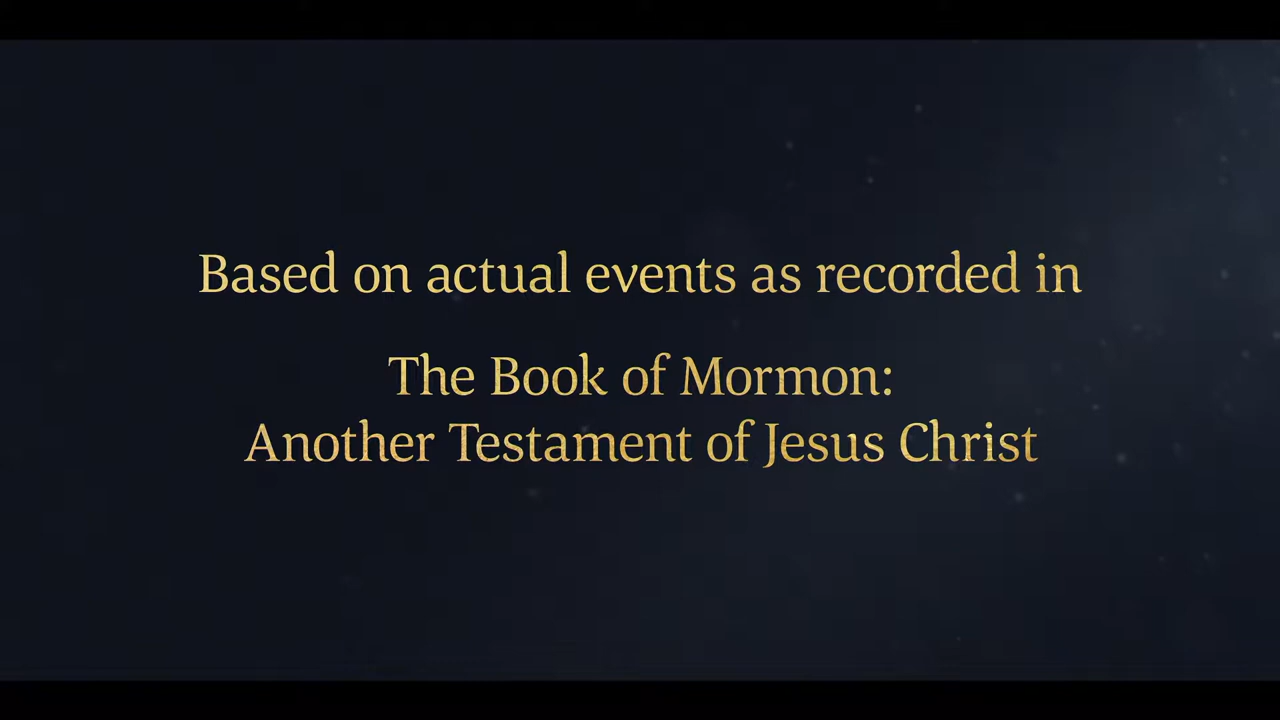 Based on actual events as recorded in
The Book of Mormon:
Another Testament of Jesus Christ